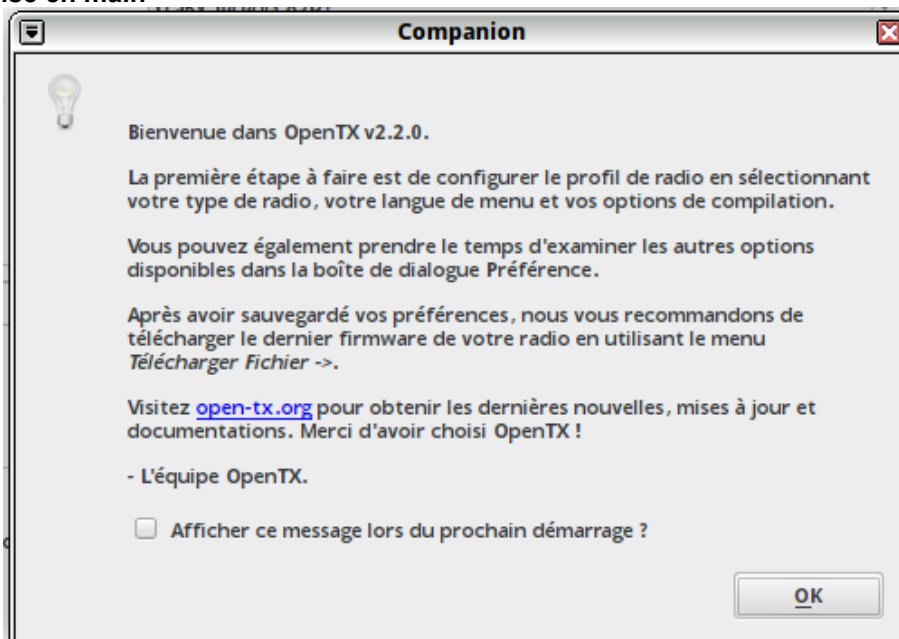 Companion
Bienvenue dans OpenTX v2.2.0.
La première étape à faire est de configurer le profil de radio en sélectionnant
votre type de radio, votre langue de menu et vos options de compilation.
Vous pouvez également prendre le temps d'examiner les autres options
disponibles dans la boîte de dialogue Préférence.
Après avoir sauvegardé vos préférences, nous vous recommandons de
télécharger le dernier firmware de votre radio en utilisant le menu
Télécharger Fichier ->.
Visitez open-tx.org pour obtenir les dernières nouvelles, mises à jour et
documentations. Merci d'avoir choisi OpenTX !
- L'équipe OpenTX.
Afficher ce message lors du prochain démarrage ?
OK